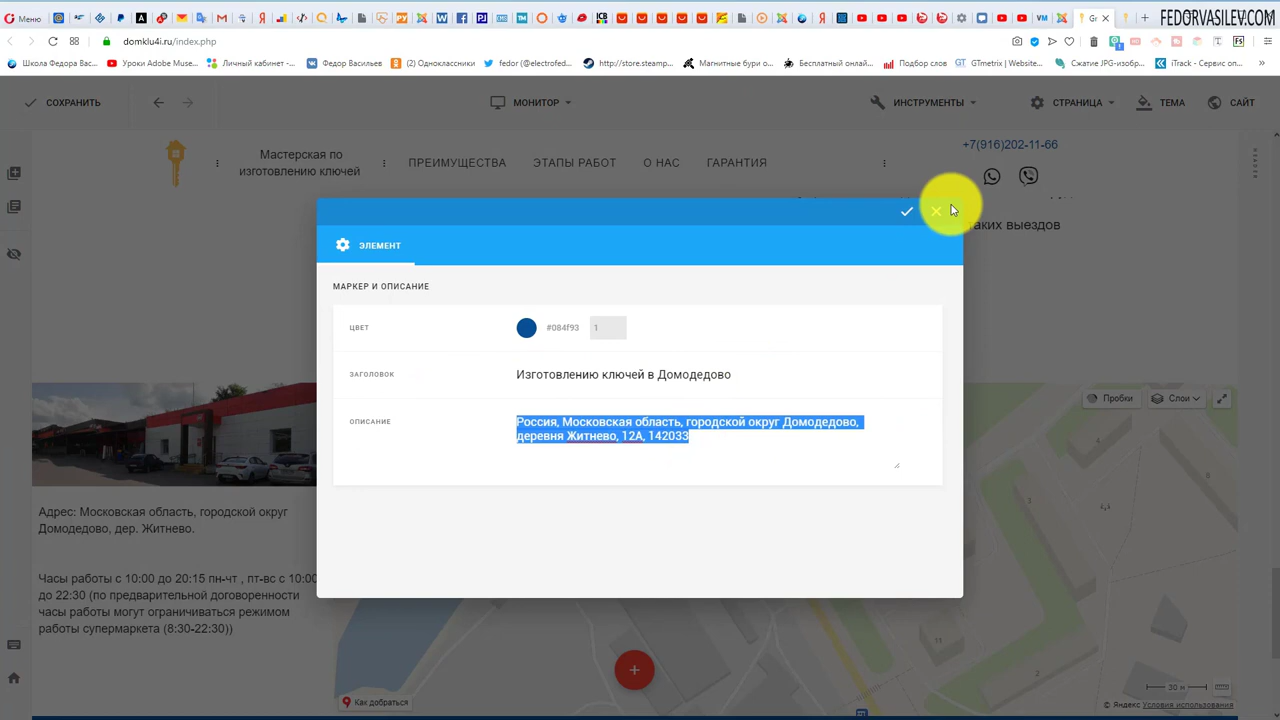 Меню
Gr
FEDORVASILEV.COM
domklu4i.ru/index.php
Школа Федора Вас...
Уроки Adobe Muse...
Личный кабинет -...
Федор Васильев
(2) Одноклассники
fedor (@electrofed...
http://store.steamp...
Магнитные бури о...
Бесплатный онлай...
Подбор слов
GTmetrix | Website...
Сжатие JPG-изобр...
iTrack - Сервис оп...
СОХРАНИТЬ
МОНИТОР
ИНСТРУМЕНТЫ
СТРАНИЦА
ТЕМА
САЙТ
Мастерская по
изготовлению ключей
ПРЕИМУЩЕСТВА
ЭТАПЫ РАБОТ
О НАС
ГАРАНТИЯ
+7(916)202-11-66
таких выездов
ЭЛЕМЕНТ
МАРКЕР И ОПИСАНИЕ
ЦВЕТ
#084f93
1
ЗАГОЛОВОК
Изготовлению ключей в Домодедово
ОПИСАНИЕ
Россия, Московская область, городской округ Домодедово,
деревня Житнево, 12А, 142033
Пробки
Слои
Адрес: Московская область, городской округ
Домодедово, дер. Житнево.
Часы работы с 10:00 до 20:15 пн-чт , пт-вс с 10:00
до 22:30 (по предварительной договоренности
часы работы могут ограничиваться режимом
работы супермаркета (8:30-22:30))
11
2
Как добраться
30 м
© Яндекс Условия использования